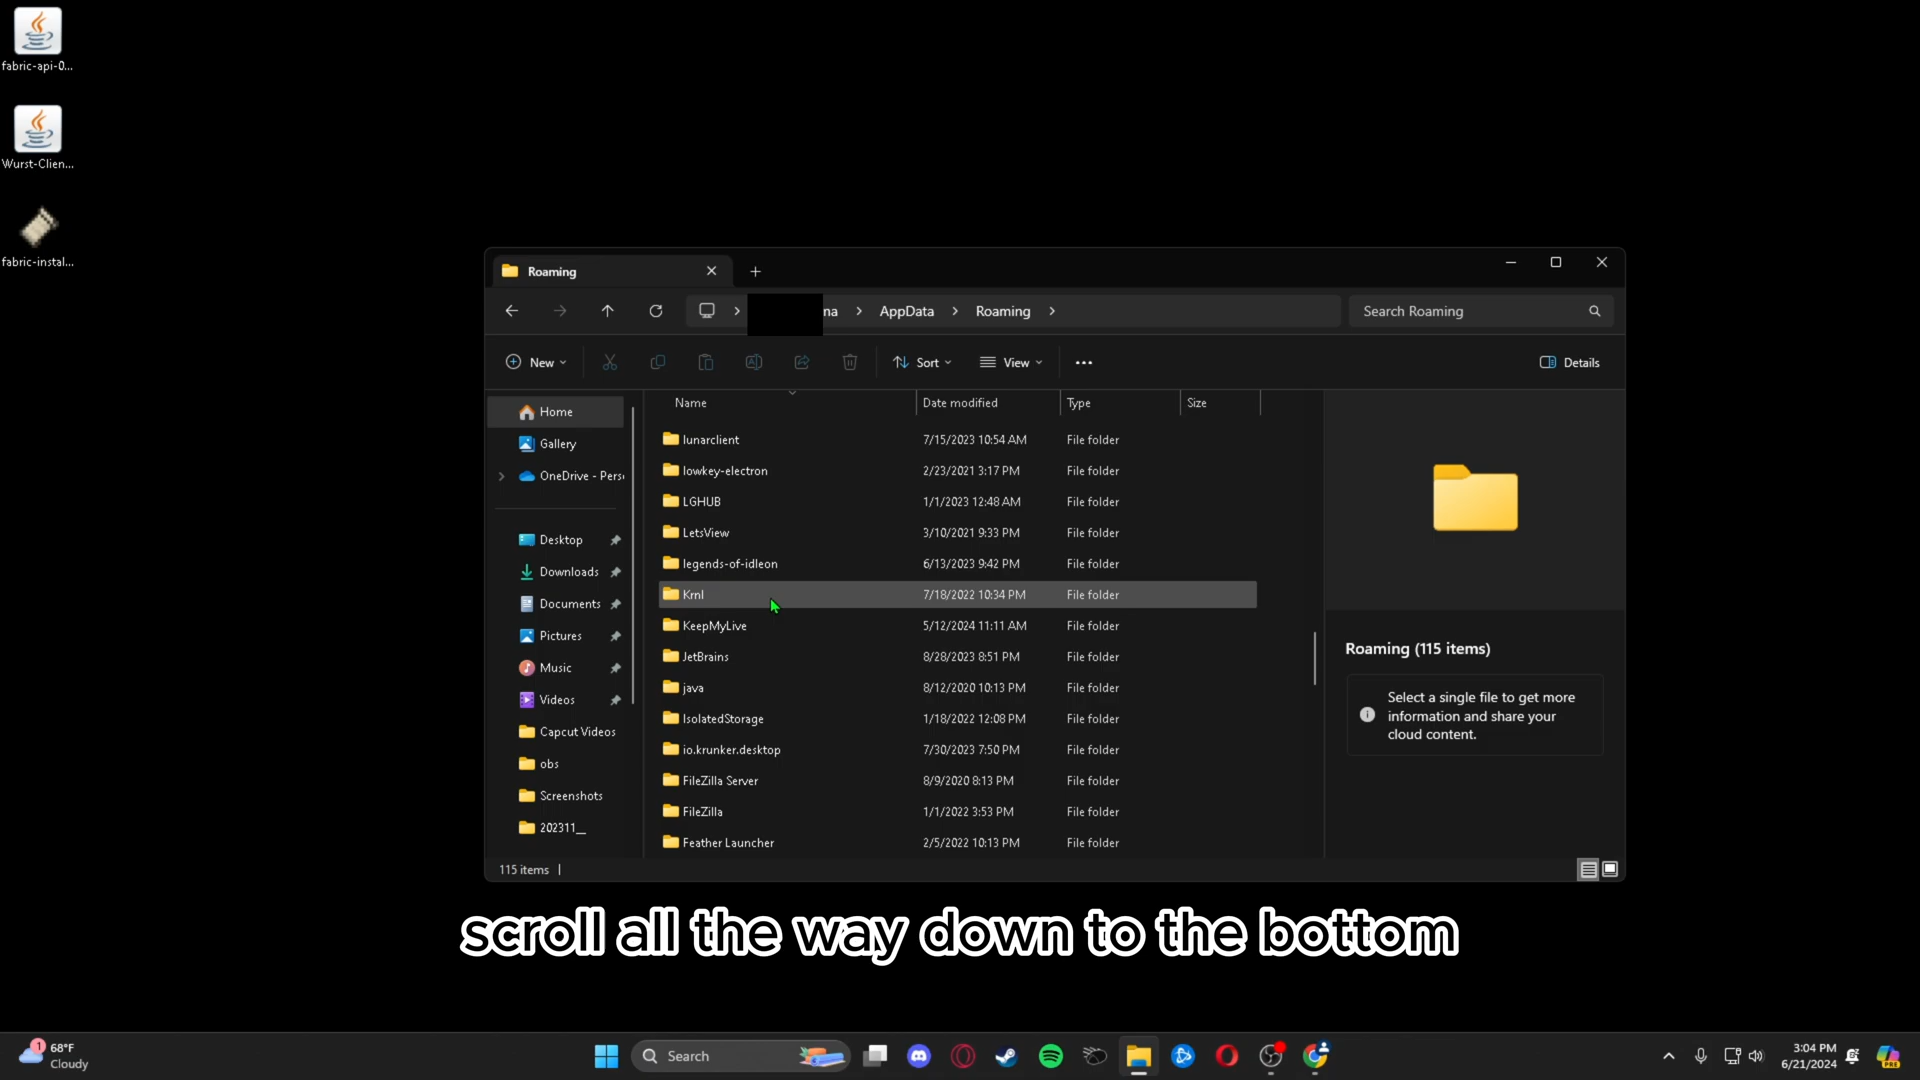 fabric-api-0...
Wurst-Clien...
fabric-instal...
Roaming
na > AppData > Roaming >
Search Roaming
New
Sort
View
Details
Home
Gallery
OneDrive - Pers
Desktop
Downloads
Documents
Pictures
Music
Videos
Capcut Videos
obs
Screenshots
202311__
Name Date modified Type Size
lunarclient 7/15/2023 10:54 AM File folder
lowkey-electron 2/23/2021 3:17 PM File folder
LGHUB 1/1/2023 12:48 AM File folder
LetsView 3/10/2021 9:33 PM File folder
legends-of-idleon 6/13/2023 9:42 PM File folder
Krnl 7/18/2022 10:34 PM File folder
KeepMyLive 5/12/2024 11:11 AM File folder
JetBrains 8/28/2023 8:51 PM File folder
java 8/12/2020 10:13 PM File folder
IsolatedStorage 1/18/2022 12:08 PM File folder
io.krunker.desktop 7/30/2023 7:50 PM File folder
FileZilla Server 8/9/2020 8:13 PM File folder
FileZilla 1/1/2022 3:53 PM File folder
Feather Launcher 2/5/2022 10:13 PM File folder
Roaming (115 items)
Select a single file to get more
information and share your
cloud content.
115 items
scroll all the way down to the bottom
1
68°F
Cloudy
Search
3:04 PM
6/21/2024
PRE